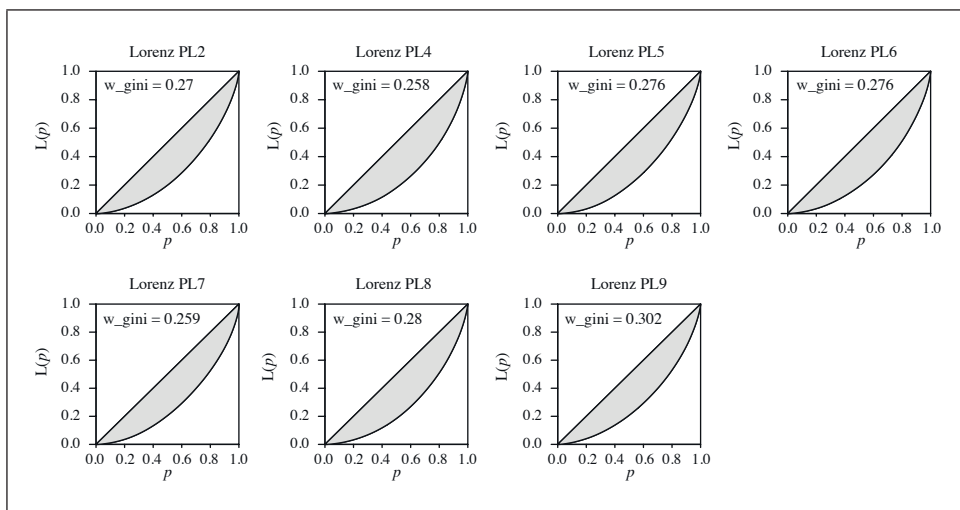 Lorenz PL2
w_gini = 0.27
1.0
0.8
0.6
0.4
0.2
0.0
L(p)
0.0 0.2 0.4 0.6 0.8 1.0
p
Lorenz PL4
w_gini = 0.258
1.0
0.8
0.6
0.4
0.2
0.0
L(p)
0.0 0.2 0.4 0.6 0.8 1.0
p
Lorenz PL5
w_gini = 0.276
1.0
0.8
0.6
0.4
0.2
0.0
L(p)
0.0 0.2 0.4 0.6 0.8 1.0
p
Lorenz PL6
w_gini = 0.276
1.0
0.8
0.6
0.4
0.2
0.0
L(p)
0.0 0.2 0.4 0.6 0.8 1.0
p
Lorenz PL7
w_gini = 0.259
1.0
0.8
0.6
0.4
0.2
0.0
L(p)
0.0 0.2 0.4 0.6 0.8 1.0
p
Lorenz PL8
w_gini = 0.28
1.0
0.8
0.6
0.4
0.2
0.0
L(p)
0.0 0.2 0.4 0.6 0.8 1.0
p
Lorenz PL9
w_gini = 0.302
1.0
0.8
0.6
0.4
0.2
0.0
L(p)
0.0 0.2 0.4 0.6 0.8 1.0
p